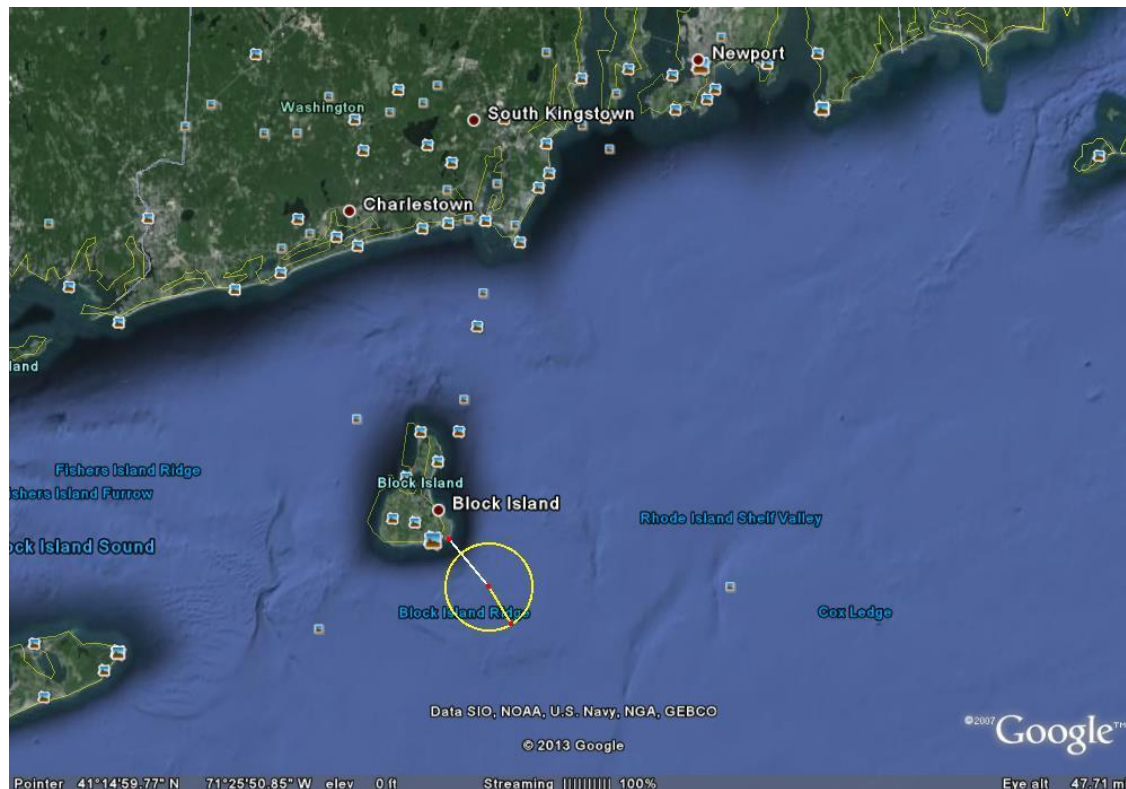 Newport
Washington
South Kingstown
Charlestown
land
Fishers Island Ridge
ishers Island Furrow
Block Island
Block Island
Rhode Island Shelf Valley
ock Island Sound
Block Island Ridge
Cox Ledge
Data SIO, NOAA, U.S. Navy, NGA, GEBCO
©2007 Google™
© 2013 Google
Pointer 41°14'59.77" N 71°25'50.85" W elev 0 ft Streaming |||||||||| 100% Eye alt 47.71 mi